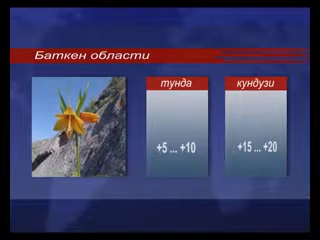 Баткен области
тунда
кундузи
+5 ... +10
+15 ... +20